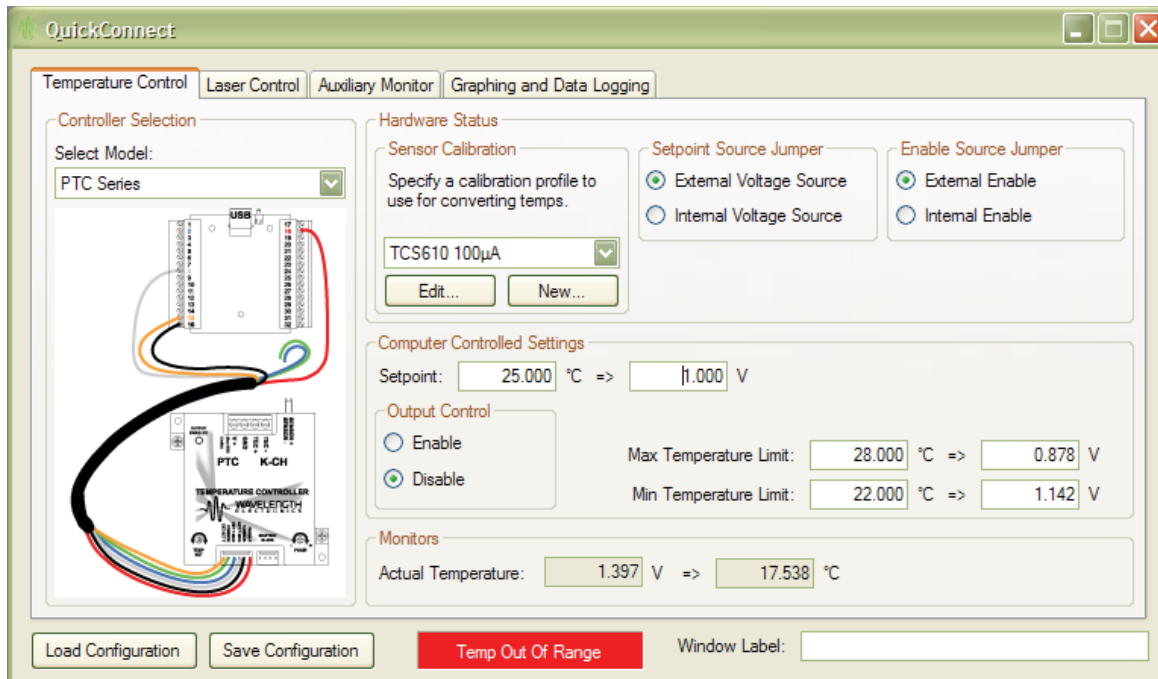 QuickConnect
Temperature Control Laser Control Auxiliary Monitor Graphing and Data Logging
Controller Selection
Select Model:
PTC Series
USB
PTC K-CH
TEMPERATURE CONTROLLER
WAVELENGTH
ELECTRONICS
Hardware Status
Sensor Calibration
Specify a calibration profile to
use for converting temps.
TCS610 100µA
Edit... New...
Setpoint Source Jumper
External Voltage Source
Internal Voltage Source
Enable Source Jumper
External Enable
Internal Enable
Computer Controlled Settings
Setpoint: 25.000 °C => 1.000 V
Output Control
Enable
Disable
Max Temperature Limit: 28.000 °C => 0.878 V
Min Temperature Limit: 22.000 °C => 1.142 V
Monitors
Actual Temperature: 1.397 V => 17.538 °C
Load Configuration Save Configuration Temp Out Of Range Window Label: